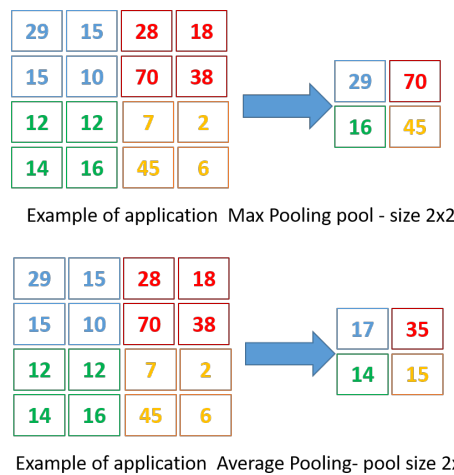 29 15 28 18
15 10 70 38
12 12 7 2
14 16 45 6
29 70
16 45
Example of application Max Pooling pool - size 2x2
29 15 28 18
15 10 70 38
12 12 7 2
14 16 45 6
17 35
14 15
Example of application Average Pooling- pool size 2